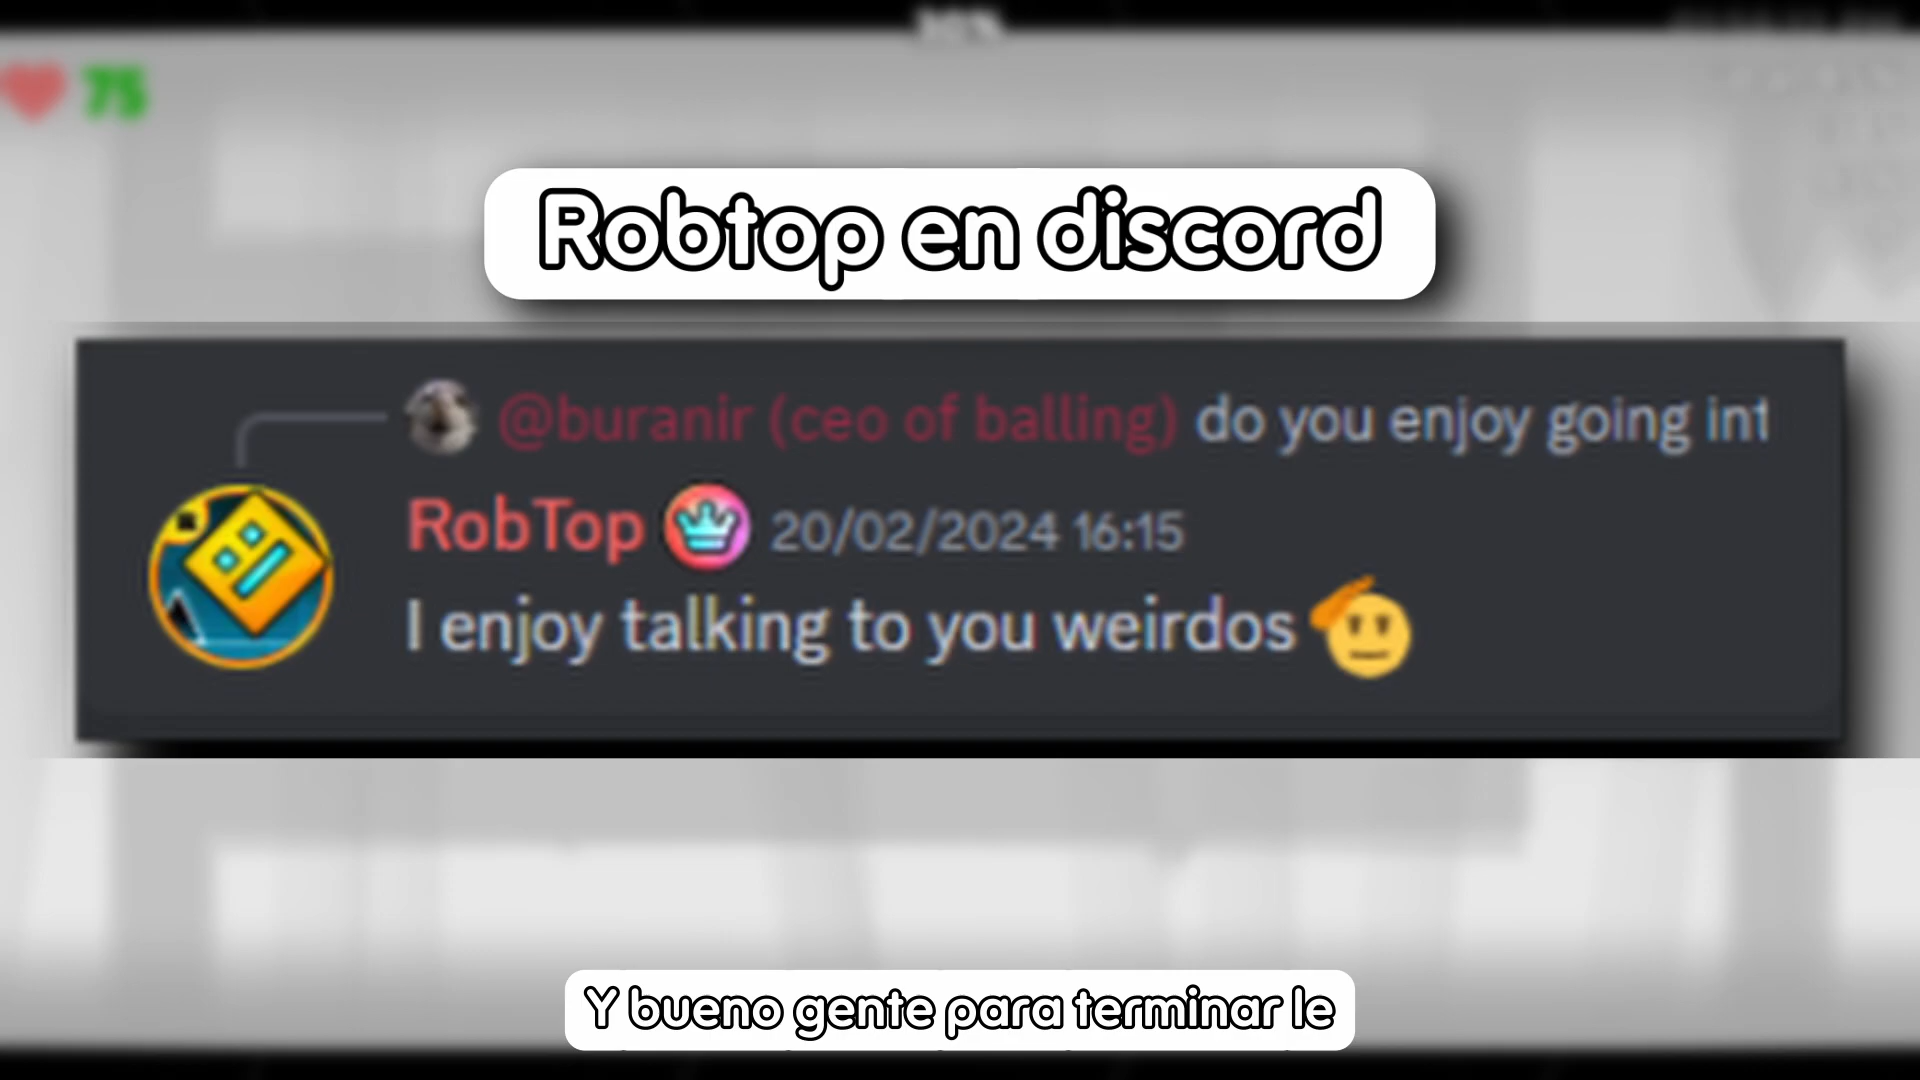 75
Robtop en discord
@buranir (ceo of balling) do you enjoy going int
RobTop 20/02/2024 16:15
I enjoy talking to you weirdos
Y bueno gente para terminar le